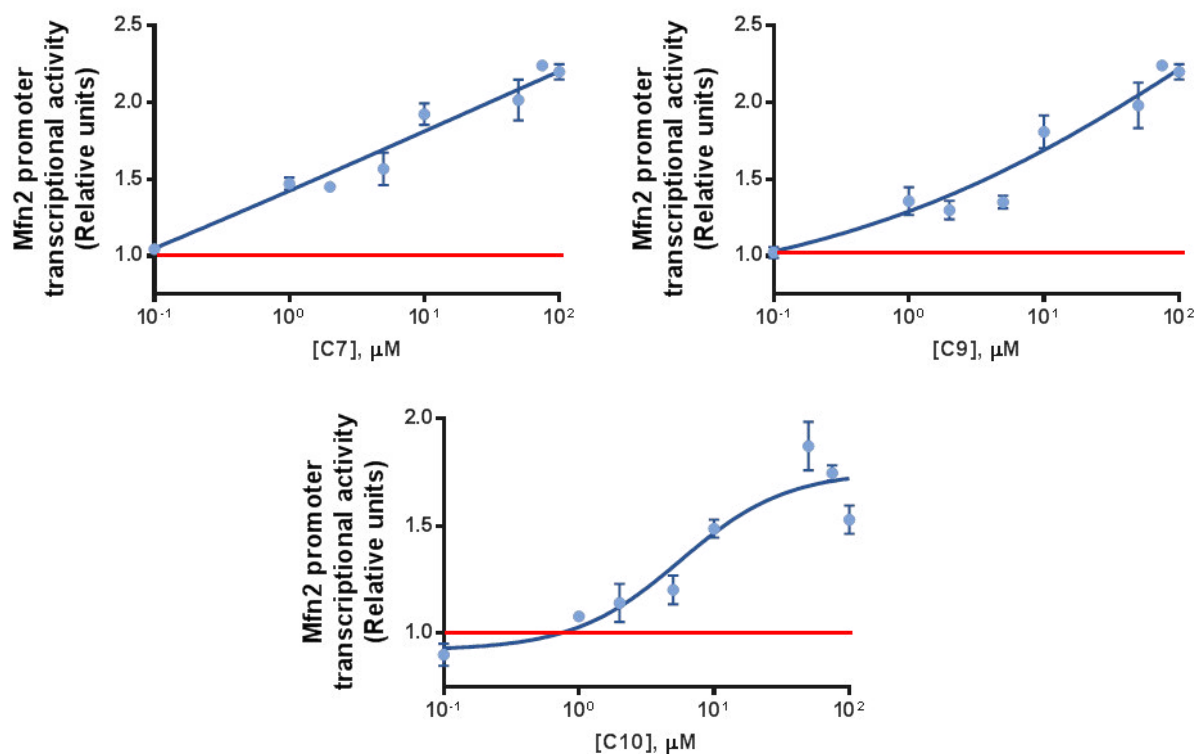 Mfn2 promoter
transcriptional activity
(Relative units)
2.5
2.0
1.5
1.0
10⁻¹ 10⁰ 10¹ 10²
[C7], µM
Mfn2 promoter
transcriptional activity
(Relative units)
2.5
2.0
1.5
1.0
10⁻¹ 10⁰ 10¹ 10²
[C9], µM
Mfn2 promoter
transcriptional activity
(Relative units)
2.0
1.5
1.0
10⁻¹ 10⁰ 10¹ 10²
[C10], µM